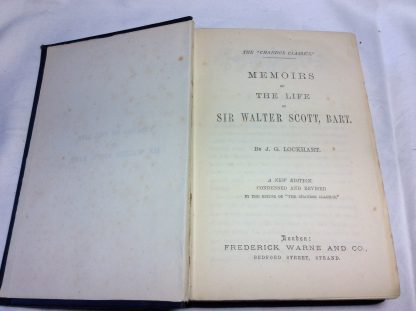 THE "CHANDOS CLASSICS"
MEMOIRS
OF
THE LIFE
OF
SIR WALTER SCOTT, BART.
BY J. G. LOCKHART.
A NEW EDITION,
CONDENSED AND REVISED
BY THE EDITOR OF "THE CHANDOS CLASSICS."
London:
FREDERICK WARNE AND CO.,
BEDFORD STREET, STRAND.